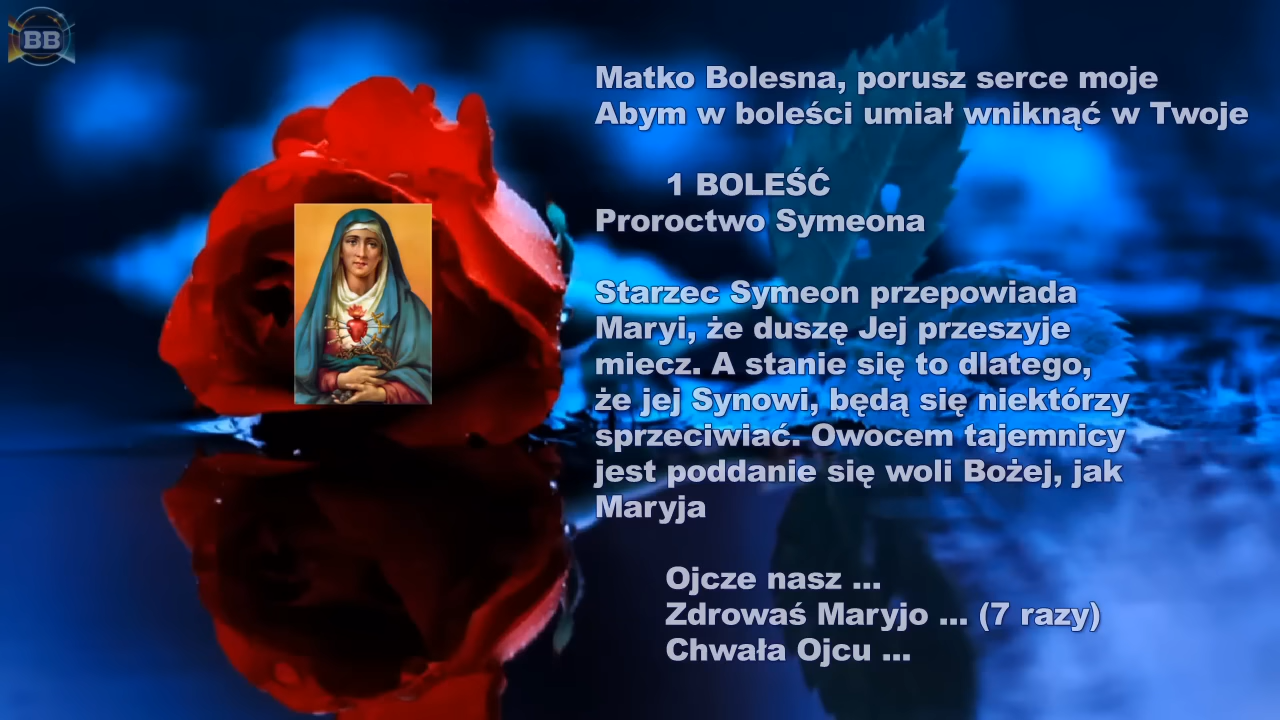 BB
Matko Bolesna, porusz serce moje
Abym w boleści umiał wniknąć w Twoje
1 BOLEŚĆ
Proroctwo Symeona
Starzec Symeon przepowiada
Maryi, że duszę Jej przeszyje
miecz. A stanie się to dlatego,
że jej Synowi, będą się niektórzy
sprzeciwiać. Owocem tajemnicy
jest poddanie się woli Bożej, jak
Maryja
Ojcze nasz ...
Zdrowaś Maryjo ... (7 razy)
Chwała Ojcu ...